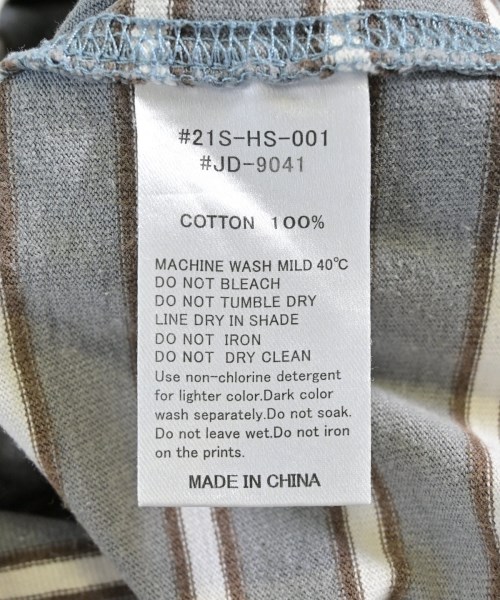 #21S-HS-001
#JD-9041
COTTON 100%
MACHINE WASH MILD 40℃
DO NOT BLEACH
DO NOT TUMBLE DRY
LINE DRY IN SHADE
DO NOT IRON
DO NOT DRY CLEAN
Use non-chlorine detergent
for lighter color.Dark color
wash separately.Do not soak.
Do not leave wet.Do not iron
on the prints.
MADE IN CHINA